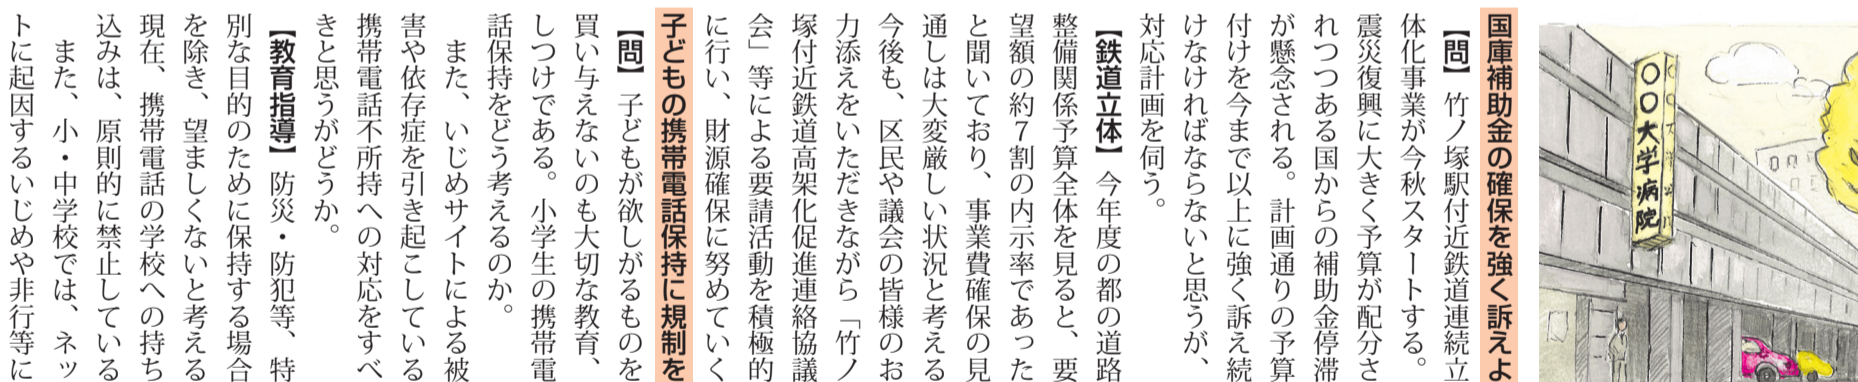 〇〇大学病院
国庫補助金の確保を強く訴えよ
【問】 竹ノ塚駅付近鉄道連続立
体化事業が今秋スタートする。
震災復興に大きく予算が配分さ
れつつある国からの補助金停滞
が懸念される。計画通りの予算
付けを今まで以上に強く訴え続
けなければならないと思うが、
対応計画を伺う。
【鉄道立体】 今年度の都の道路
整備関係予算全体を見ると、要
望額の約7割の内示率であった
と聞いており、事業費確保の見
通しは大変厳しい状況と考える
今後も、区民や議会の皆様のお
力添えをいただきながら「竹ノ
塚付近鉄道高架化促進連絡協議
会」等による要請活動を積極的
に行い、財源確保に努めていく
子どもの携帯電話保持に規制を
【問】 子どもが欲しがるものを
買い与えないのも大切な教育、
しつけである。小学生の携帯電
話保持をどう考えるのか。
また、いじめサイトによる被
害や依存症を引き起こしている
携帯電話不所持への対応をすべ
きと思うがどうか。
【教育指導】 防災・防犯等、特
別な目的のために保持する場合
を除き、望ましくないと考える
現在、携帯電話の学校への持ち
込みは、原則的に禁止している
また、小・中学校では、ネッ
トに起因するいじめや非行等に